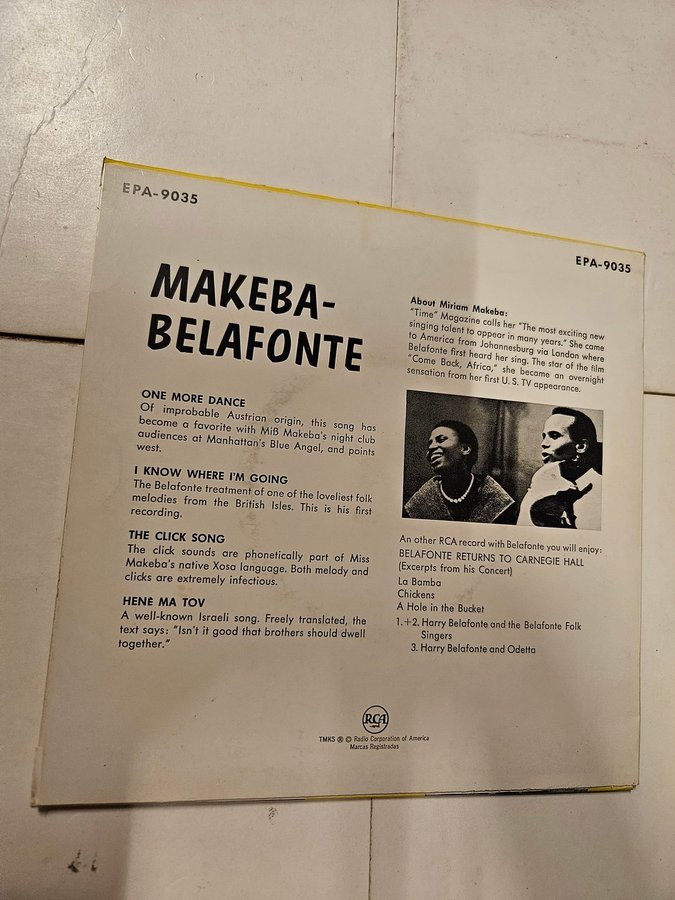 EPA-9035
EPA-9035
MAKEBA-
BELAFONTE
ONE MORE DANCE
Of improbable Austrian origin, this song has
become a favorite with Miß Makeba's night club
audiences at Manhattan's Blue Angel, and points
west.
I KNOW WHERE I'M GOING
The Belafonte treatment of one of the loveliest folk
melodies from the British Isles. This is his first
recording.
THE CLICK SONG
The click sounds are phonetically part of Miss
Makeba's native Xosa language. Both melody and
clicks are extremely infectious.
HENÈ MA TOV
A well-known Israeli song. Freely translated, the
text says: "Isn't it good that brothers should dwell
together."
About Miriam Makeba:
"Time" Magazine calls her "The most exciting new
singing talent to appear in many years." She came
to America from Johannesburg via London where
Belafonte first heard her sing. The star of the film
"Come Back, Africa," she became an overnight
sensation from her first U. S. TV appearance.
An other RCA record with Belafonte you will enjoy:
BELAFONTE RETURNS TO CARNEGIE HALL
(Excerpts from his Concert)
La Bamba
Chickens
A Hole in the Bucket
1.+2. Harry Belafonte and the Belafonte Folk
Singers
3. Harry Belafonte and Odetta
RCA
TMKS ® © Radio Corporation of America
Marcas Registradas